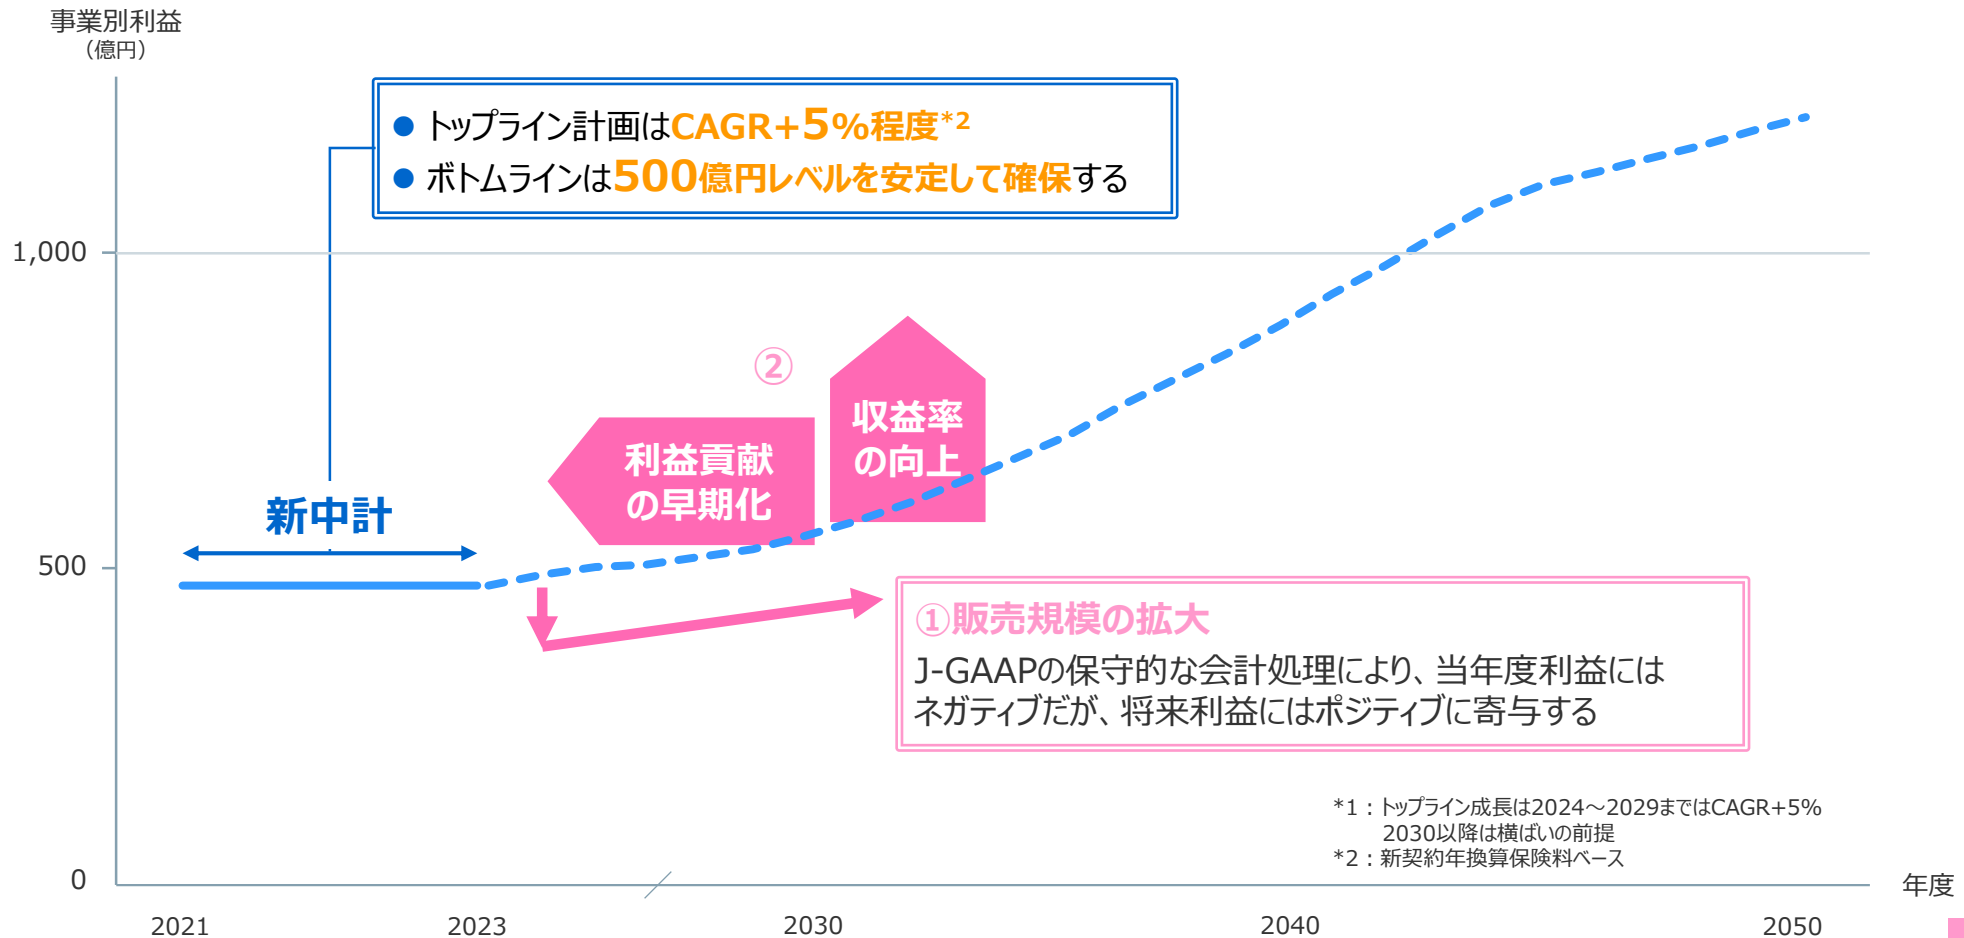 事業別利益
（億円）
● トップライン計画はCAGR+5%程度*2
● ボトムラインは500億円レベルを安定して確保する
1,000
②
収益率
の向上
利益貢献
の早期化
新中計
500
①販売規模の拡大
J-GAAPの保守的な会計処理により、当年度利益には
ネガティブだが、将来利益にはポジティブに寄与する
*1：トップライン成長は2024～2029まではCAGR+5%
2030以降は横ばいの前提
*2：新契約年換算保険料ベース
0
年度
2021
2023
2030
2040
2050